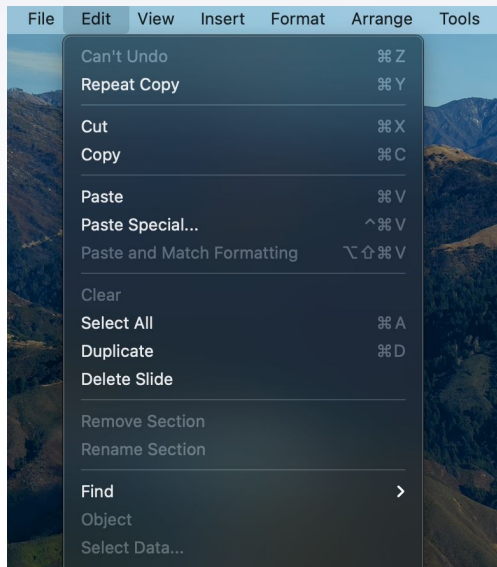 File Edit View Insert Format Arrange Tools
Can't Undo ⌘Z
Repeat Copy ⌘Y
Cut ⌘X
Copy ⌘C
Paste ⌘V
Paste Special... ^⌘V
Paste and Match Formatting ⌥⇧⌘V
Clear
Select All ⌘A
Duplicate ⌘D
Delete Slide
Remove Section
Rename Section
Find >
Object
Select Data...